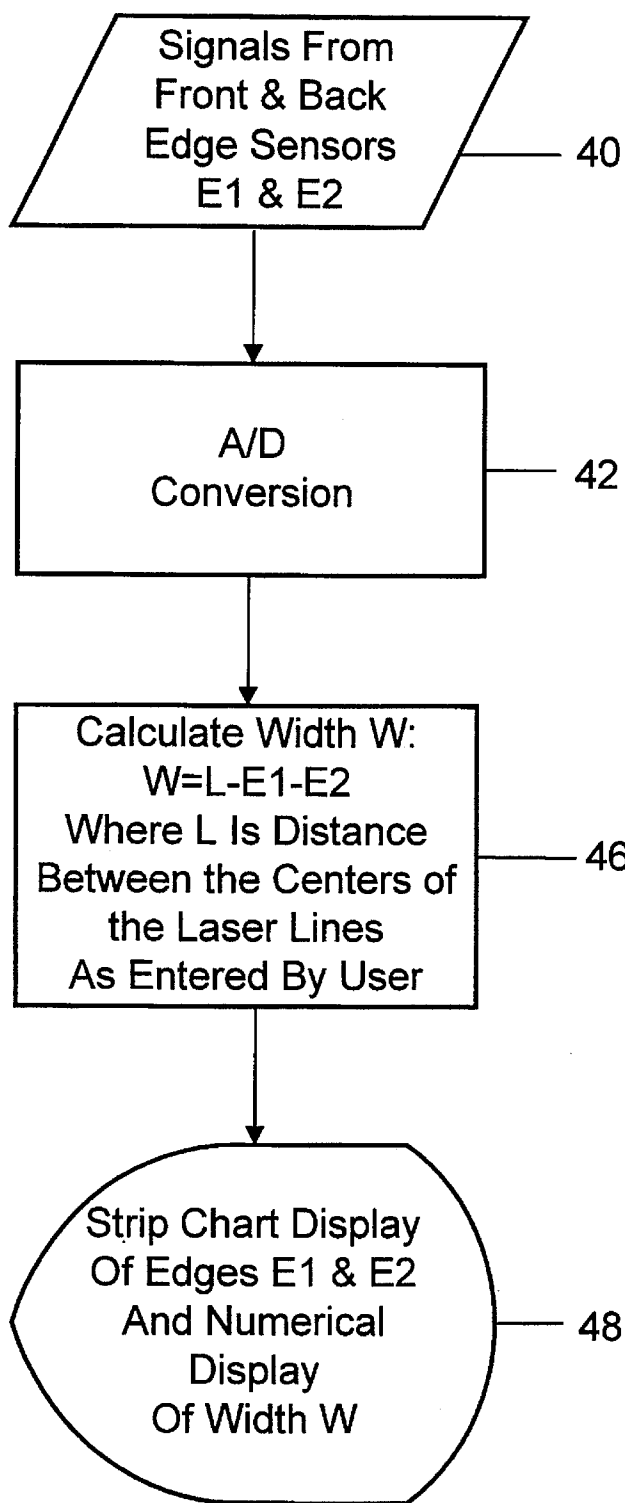 Signals From
Front & Back
Edge Sensors
E1 & E2
40
A/D
Conversion
42
Calculate Width W:
W=L-E1-E2
Where L Is Distance
Between the Centers of
the Laser Lines
As Entered By User
46
Strip Chart Display
Of Edges E1 & E2
And Numerical
Display
Of Width W
48